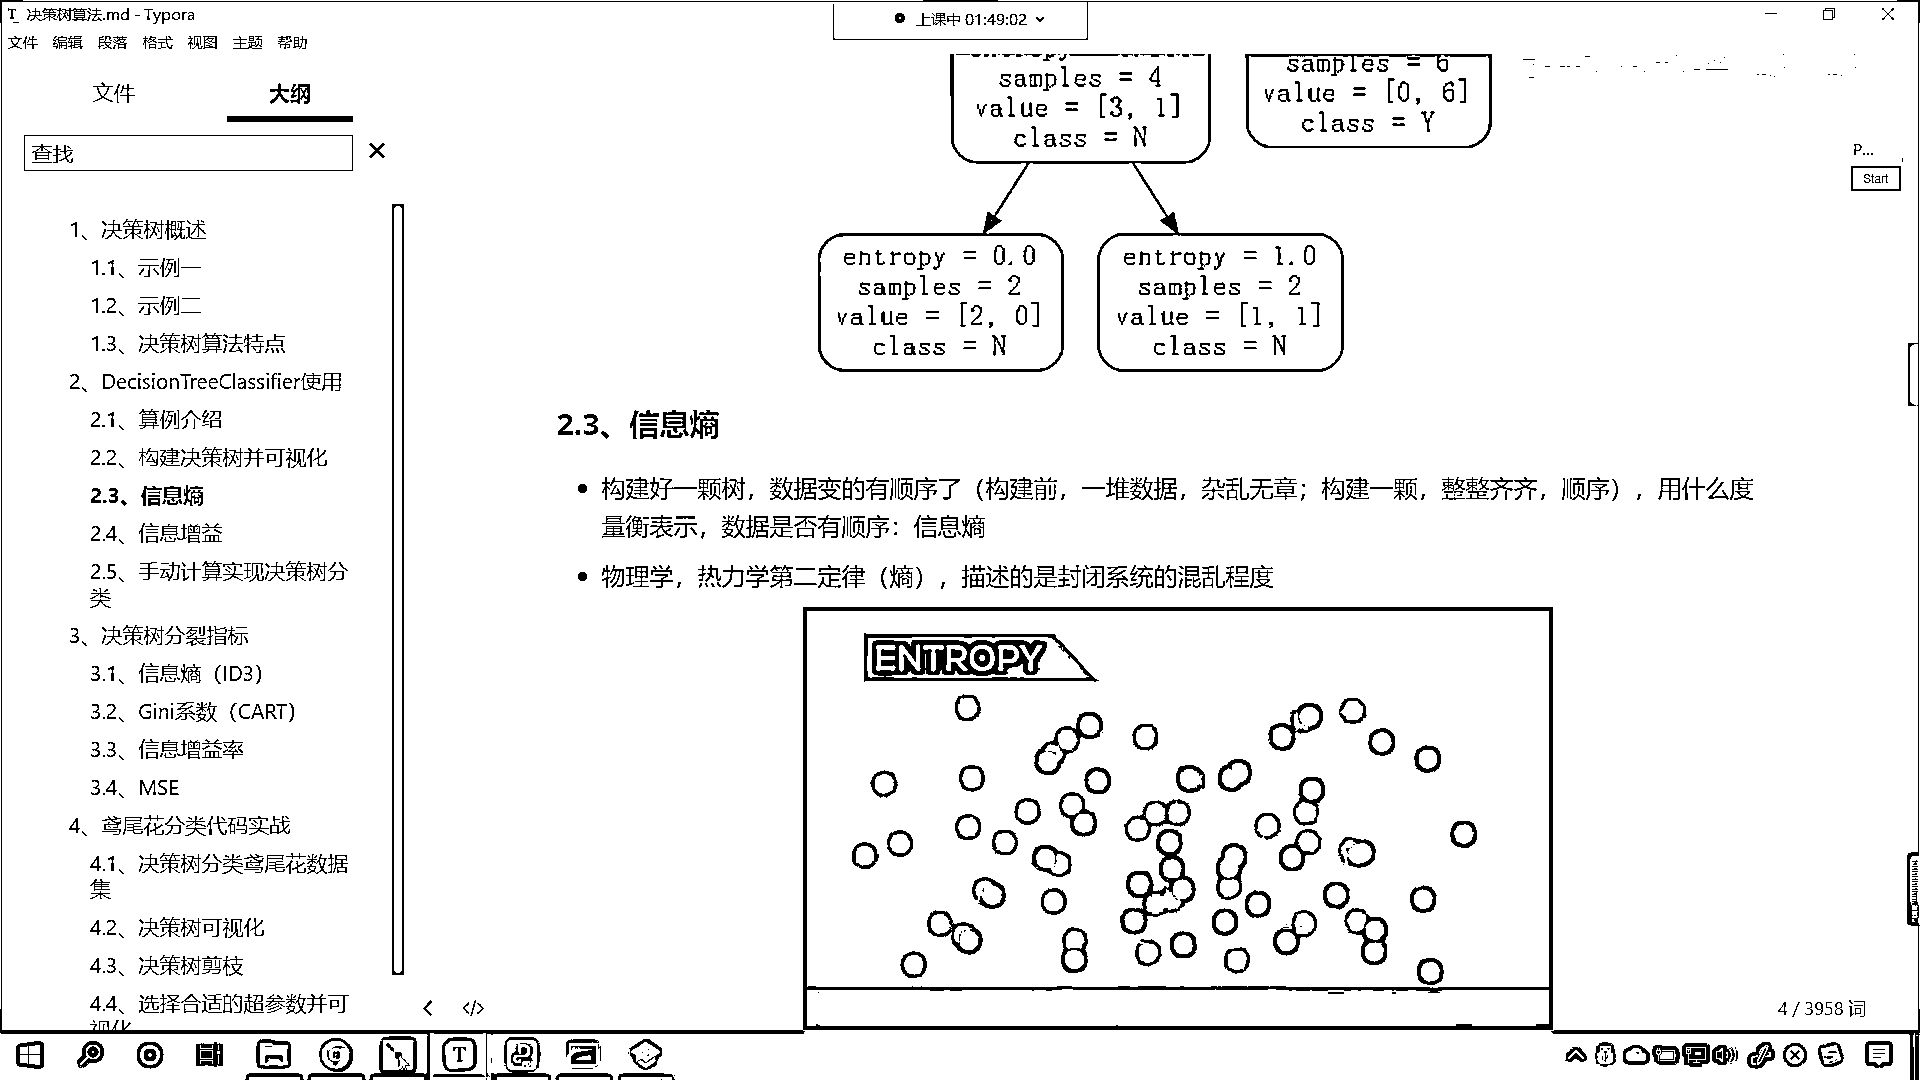 决策树算法.md - Typora
上课中 01:49:02
文件 编辑 段落 格式 视图 主题 帮助
文件 大纲
查找
1、决策树概述
1.1、示例一
1.2、示例二
1.3、决策树算法特点
2、DecisionTreeClassifier使用
2.1、算例介绍
2.2、构建决策树并可视化
2.3、信息熵
2.4、信息增益
2.5、手动计算实现决策树分
类
3、决策树分裂指标
3.1、信息熵（ID3）
3.2、Gini系数（CART）
3.3、信息增益率
3.4、MSE
4、鸢尾花分类代码实战
4.1、决策树分类鸢尾花数据
集
4.2、决策树可视化
4.3、决策树剪枝
4.4、选择合适的超参数并可
视化
samples = 4
value = [3, 1]
class = N
samples = 6
value = [0, 6]
class = Y
P...
Start
entropy = 0.0
samples = 2
value = [2, 0]
class = N
entropy = 1.0
samples = 2
value = [1, 1]
class = N
2.3、信息熵
构建好一颗树，数据变的有顺序了（构建前，一堆数据，杂乱无章；构建一颗，整整齐齐，顺序），用什么度
量衡表示，数据是否有顺序：信息熵
物理学，热力学第二定律（熵），描述的是封闭系统的混乱程度
ENTROPY
4 / 3958 词